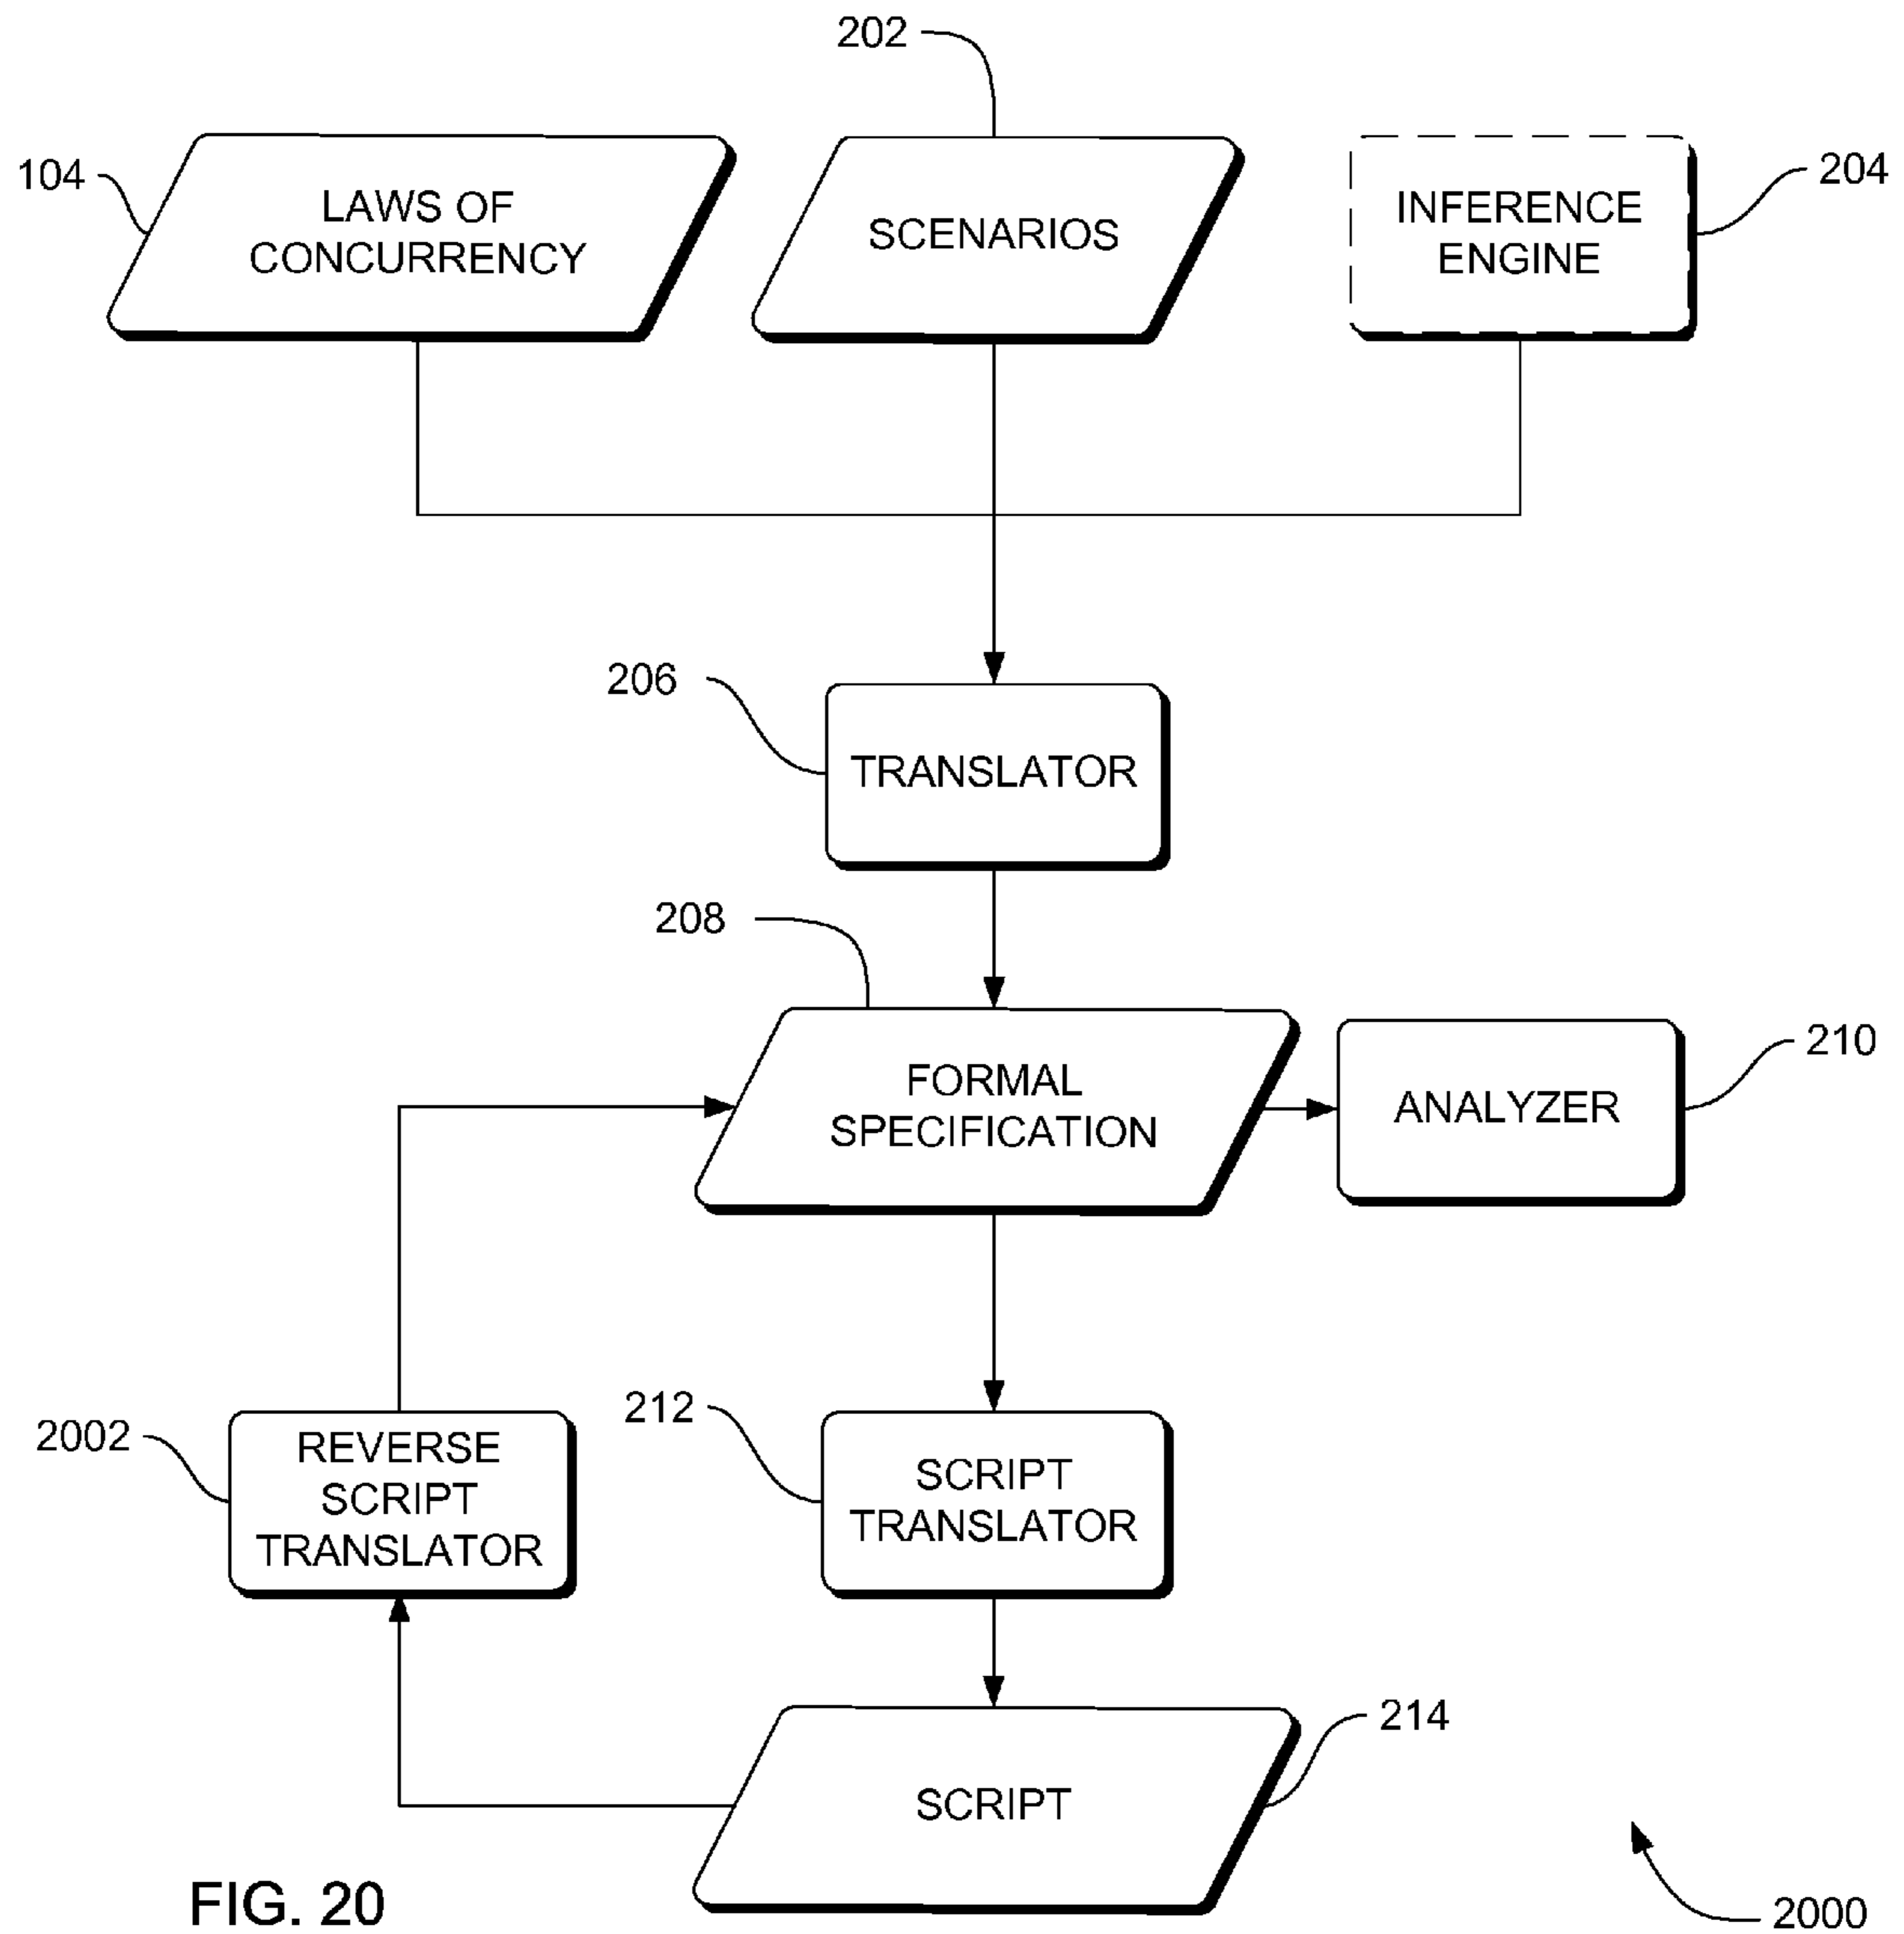 202
104
LAWS OF
CONCURRENCY
SCENARIOS
INFERENCE
ENGINE
204
206
TRANSLATOR
208
FORMAL
SPECIFICATION
ANALYZER
210
2002
REVERSE
SCRIPT
TRANSLATOR
212
SCRIPT
TRANSLATOR
SCRIPT
214
FIG. 20
2000